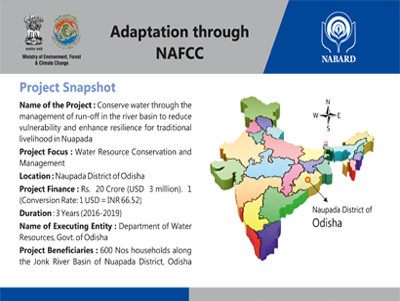 Adaptation through
NAFCC
Ministry of Environment, Forest
& Climate Change
NABARD
Project Snapshot
Name of the Project : Conserve water through the
management of run-off in the river basin to reduce
vulnerability and enhance resilience for traditional
livelihood in Nuapada
Project Focus : Water Resource Conservation and
Management
Location : Naupada District of Odisha
Project Finance : Rs. 20 Crore (USD 3 million). 1
(Conversion Rate: 1 USD = INR 66.52)
Duration : 3 Years (2016-2019)
Name of Executing Entity : Department of Water
Resources, Govt. of Odisha
Project Beneficiaries : 600 Nos households along
the Jonk River Basin of Nuapada District, Odisha
N
W E
S
Naupada District of
Odisha